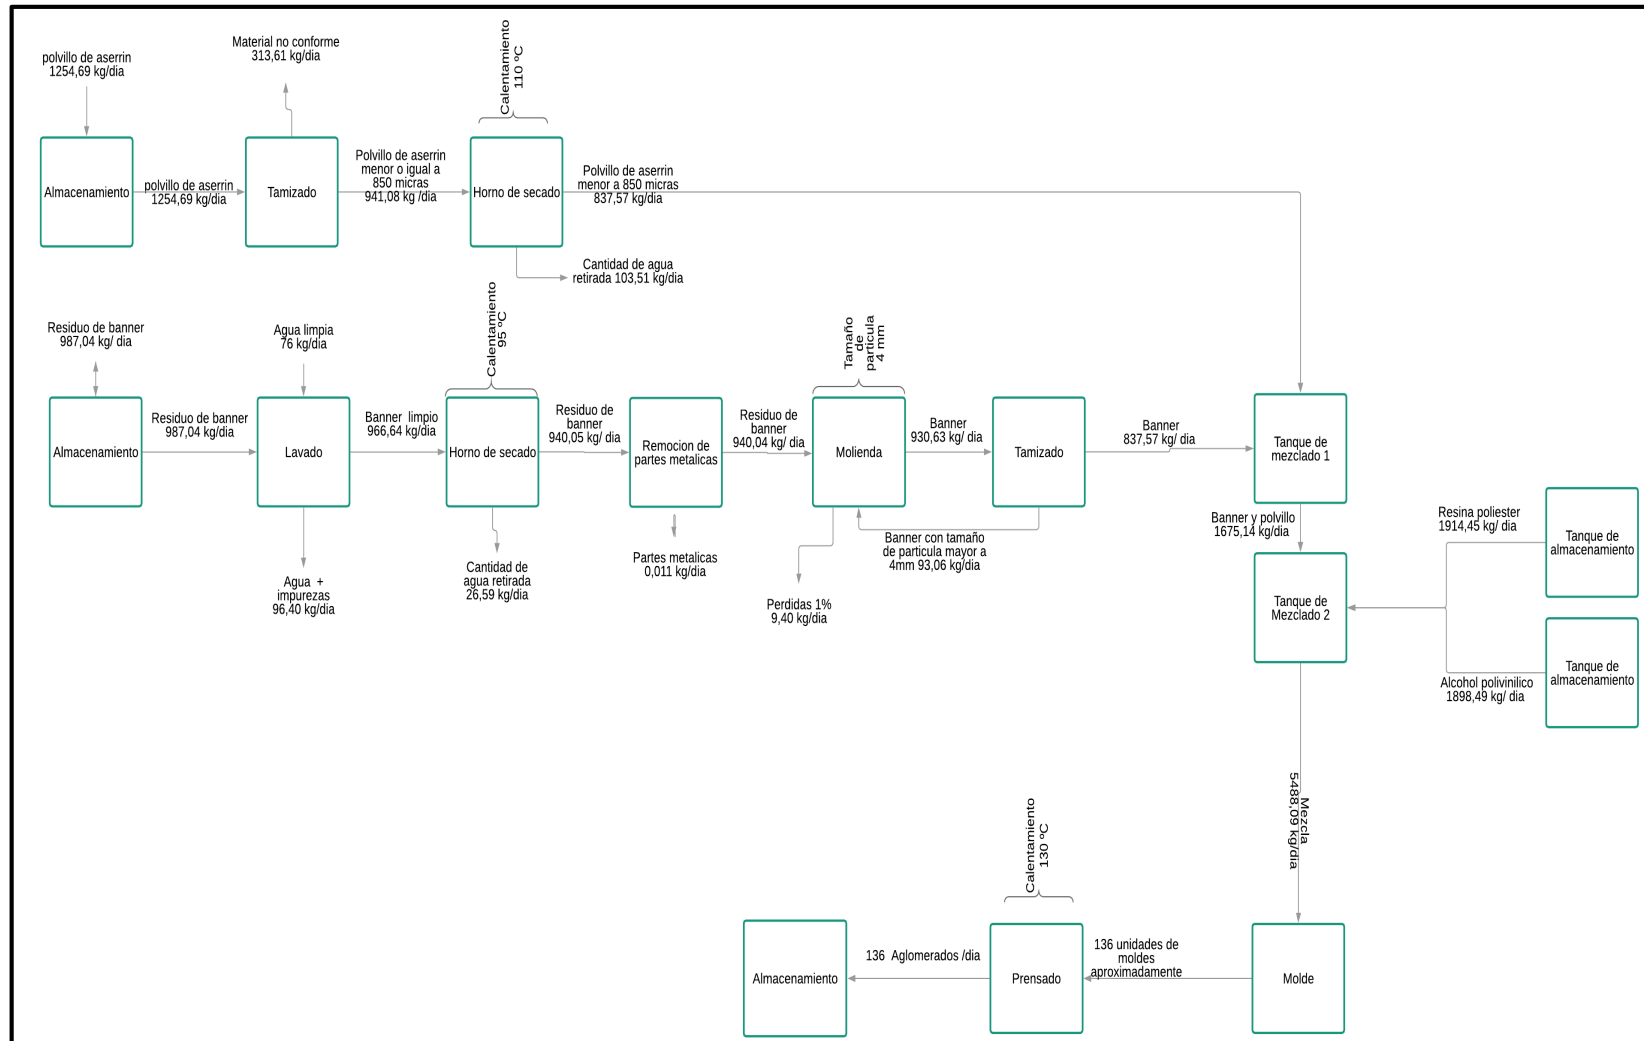 polvillo de aserrin
1254,69 kg/dia
Material no conforme
313,61 kg/dia
Calentamiento
110 ºC
Almacenamiento
polvillo de aserrin
1254,69 kg/dia
Tamizado
Polvillo de aserrin
menor o igual a
850 micras
941,08 kg /dia
Horno de secado
Polvillo de aserrin
menor a 850 micras
837,57 kg/dia
Cantidad de agua
retirada 103,51 kg/dia
Residuo de banner
987,04 kg/ dia
Agua limpia
76 kg/dia
Calentamiento
95 ºC
Tamaño
de
particula
4 mm
Almacenamiento
Residuo de banner
987,04 kg/dia
Lavado
Banner limpio
966,64 kg/dia
Horno de secado
Residuo de
banner
940,05 kg/ dia
Remocion de
partes metalicas
Residuo de
banner
940,04 kg/ dia
Molienda
Banner
930,63 kg/ dia
Tamizado
Banner
837,57 kg/ dia
Tanque de
mezclado 1
Agua +
impurezas
96,40 kg/dia
Cantidad de
agua retirada
26,59 kg/dia
Partes metalicas
0,011 kg/dia
Perdidas 1%
9,40 kg/dia
Banner con tamaño
de particula mayor a
4mm 93,06 kg/dia
Banner y polvillo
1675,14 kg/dia
Resina poliester
1914,45 kg/ dia
Tanque de
almacenamiento
Tanque de
Mezclado 2
Alcohol polivinilico
1898,49 kg/ dia
Tanque de
almacenamiento
Mezcla
5488,09 kg/dia
Calentamiento
130 ºC
Almacenamiento
136 Aglomerados /dia
Prensado
136 unidades de
moldes
aproximadamente
Molde